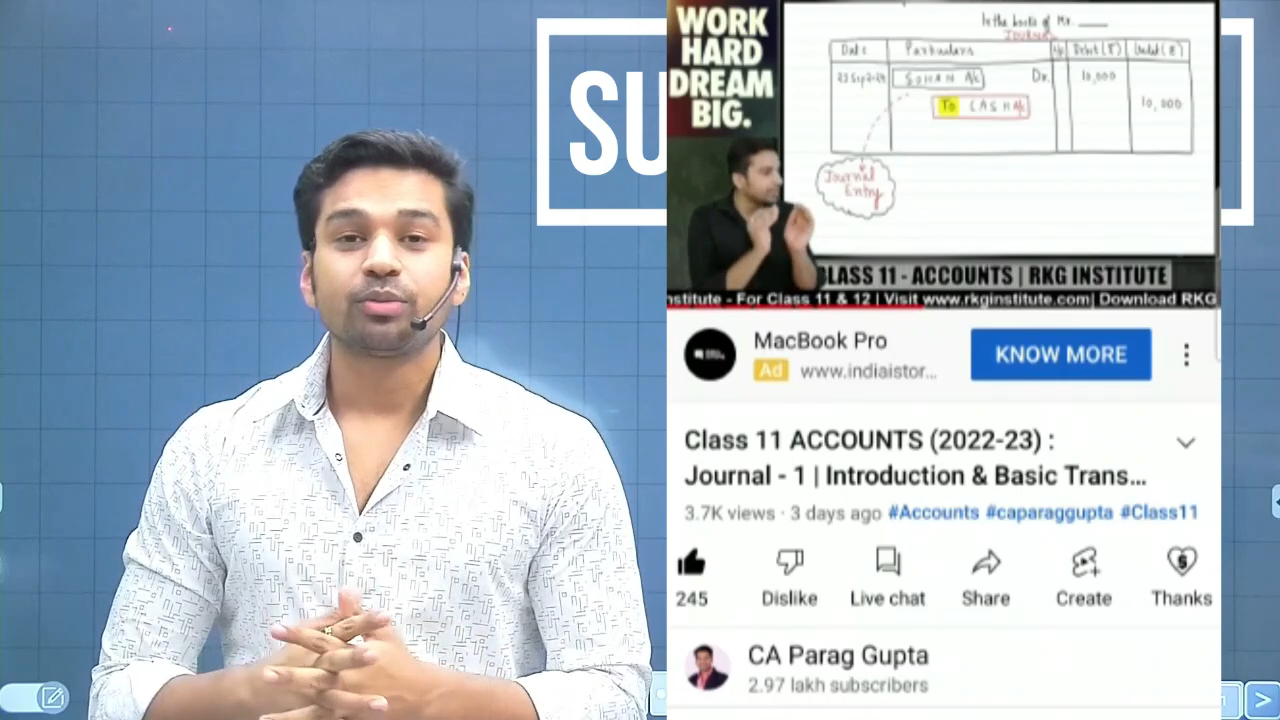 SU
WORK
HARD
DREAM
BIG.
In the books of Mr.
Journal
Date Particulars Debit (₹) Credit (₹)
SOHAN A/c Dr. 10,000
To CASH A/c 10,000
Journal
Entry
CLASS 11 - ACCOUNTS | RKG INSTITUTE
nstitute - For Class 11 & 12 | Visit www.rkginstitute.com| Download RKG
MacBook Pro
Ad www.indiaistor...
KNOW MORE
Class 11 ACCOUNTS (2022-23) :
Journal - 1 | Introduction & Basic Trans...
3.7K views · 3 days ago #Accounts #caparaggupta #Class11
245 Dislike Live chat Share Create Thanks
CA Parag Gupta
2.97 lakh subscribers